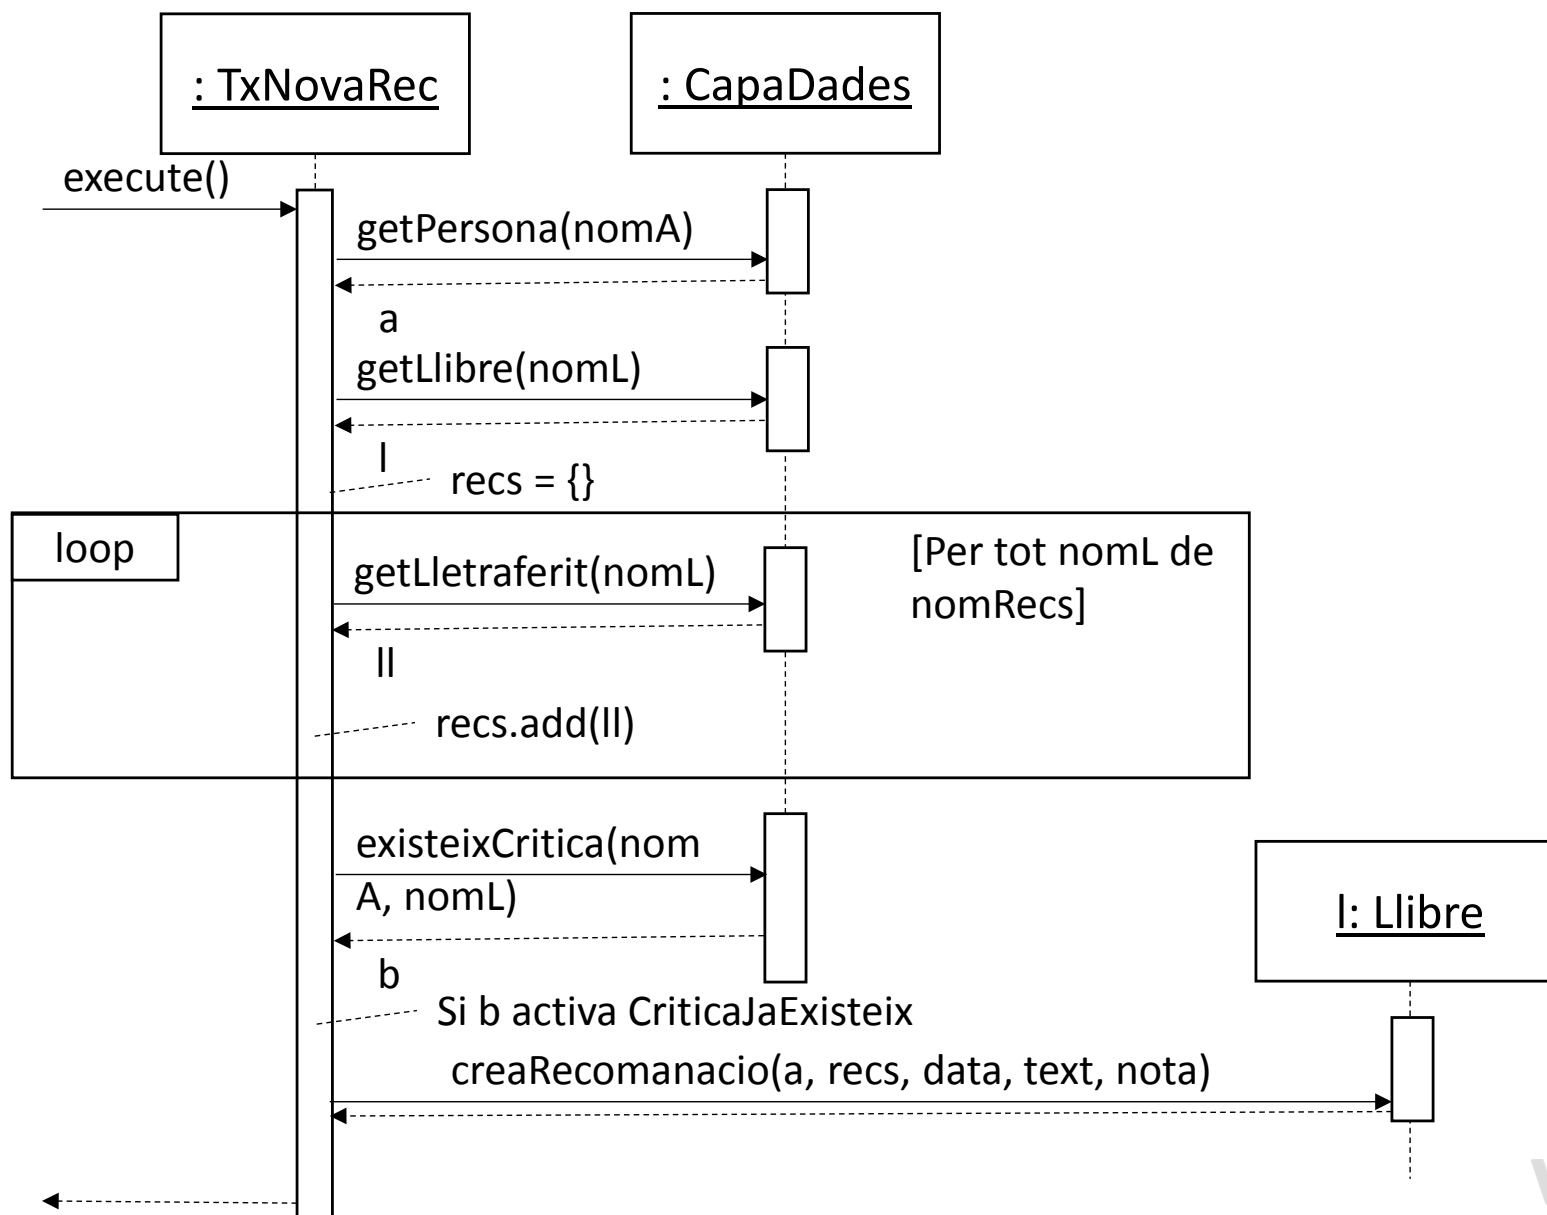 : TxNovaRec
: CapaDades
execute()
getPersona(nomA)
a
getLlibre(nomL)
l
recs = {}
loop
[Per tot nomL de
nomRecs]
getLletraferit(nomL)
ll
recs.add(ll)
existeixCritica(nom
A, nomL)
l: Llibre
b
Si b activa CriticaJaExisteix
creaRecomanacio(a, recs, data, text, nota)